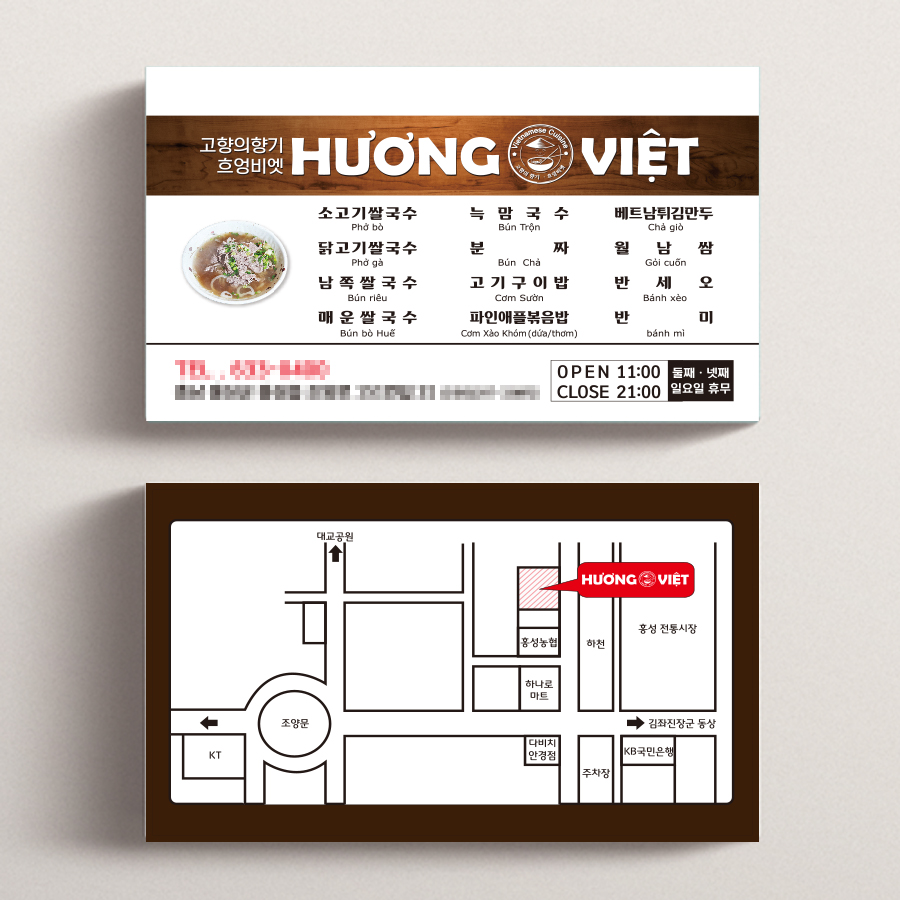 고향의향기
흐엉비엣
HƯƠNG VIỆT
Vietnamese Cuisine
고향의 향기 · 흐엉비엣
소고기쌀국수
Phở bò
닭고기쌀국수
Phở gà
남쪽쌀국수
Bún riêu
매운쌀국수
Bún bò Huế
늑맘국수
Bún Trộn
분짜
Bún Chả
고기구이밥
Cơm Sườn
파인애플볶음밥
Cơm Xào Khóm(dứa/thơm)
베트남튀김만두
Chả giò
월남쌈
Gỏi cuốn
반세오
Bánh xèo
반미
bánh mì
TEL.
OPEN 11:00
CLOSE 21:00
둘째 · 넷째
일요일 휴무
대교공원
HƯƠNG VIỆT
홍성농협
하천
홍성 전통시장
하나로
마트
조양문
김좌진장군 동상
KT
다비치
안경점
KB국민은행
주차장